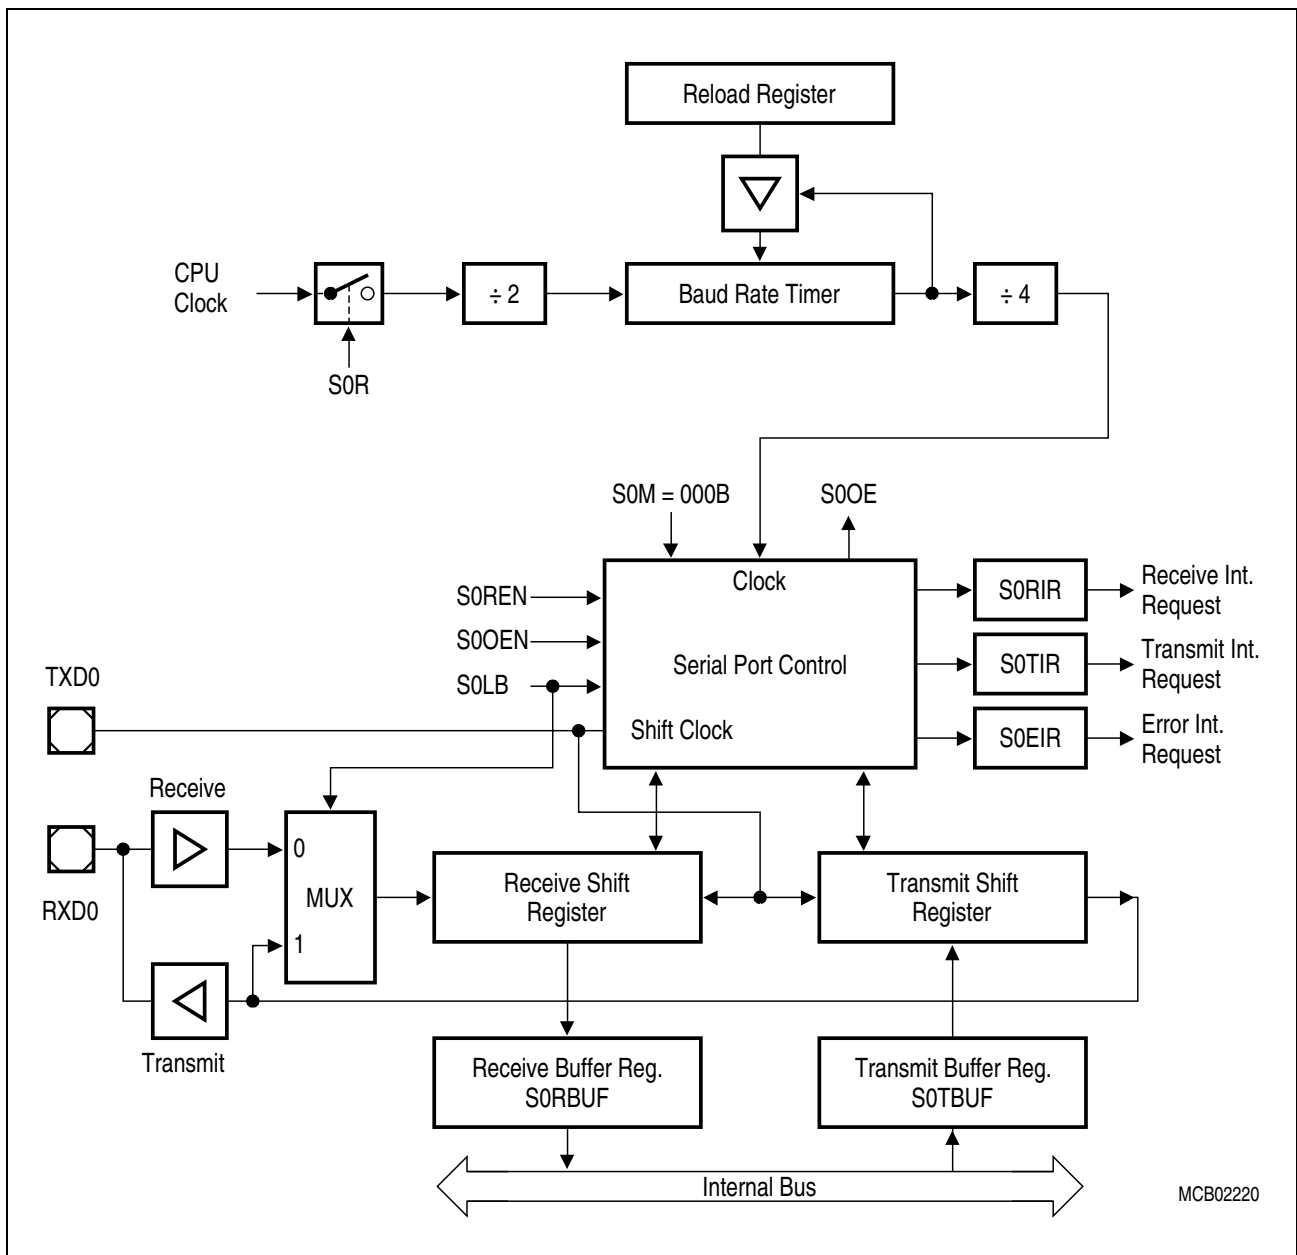 Reload Register
CPU
Clock
÷ 2
Baud Rate Timer
÷ 4
S0R
S0M = 000B
S0OE
Clock
S0REN
S0OEN
S0LB
Serial Port Control
Shift Clock
S0RIR
Receive Int.
Request
S0TIR
Transmit Int.
Request
S0EIR
Error Int.
Request
TXD0
Receive
RXD0
0
MUX
1
Receive Shift
Register
Transmit Shift
Register
Transmit
Receive Buffer Reg.
S0RBUF
Transmit Buffer Reg.
S0TBUF
Internal Bus
MCB02220